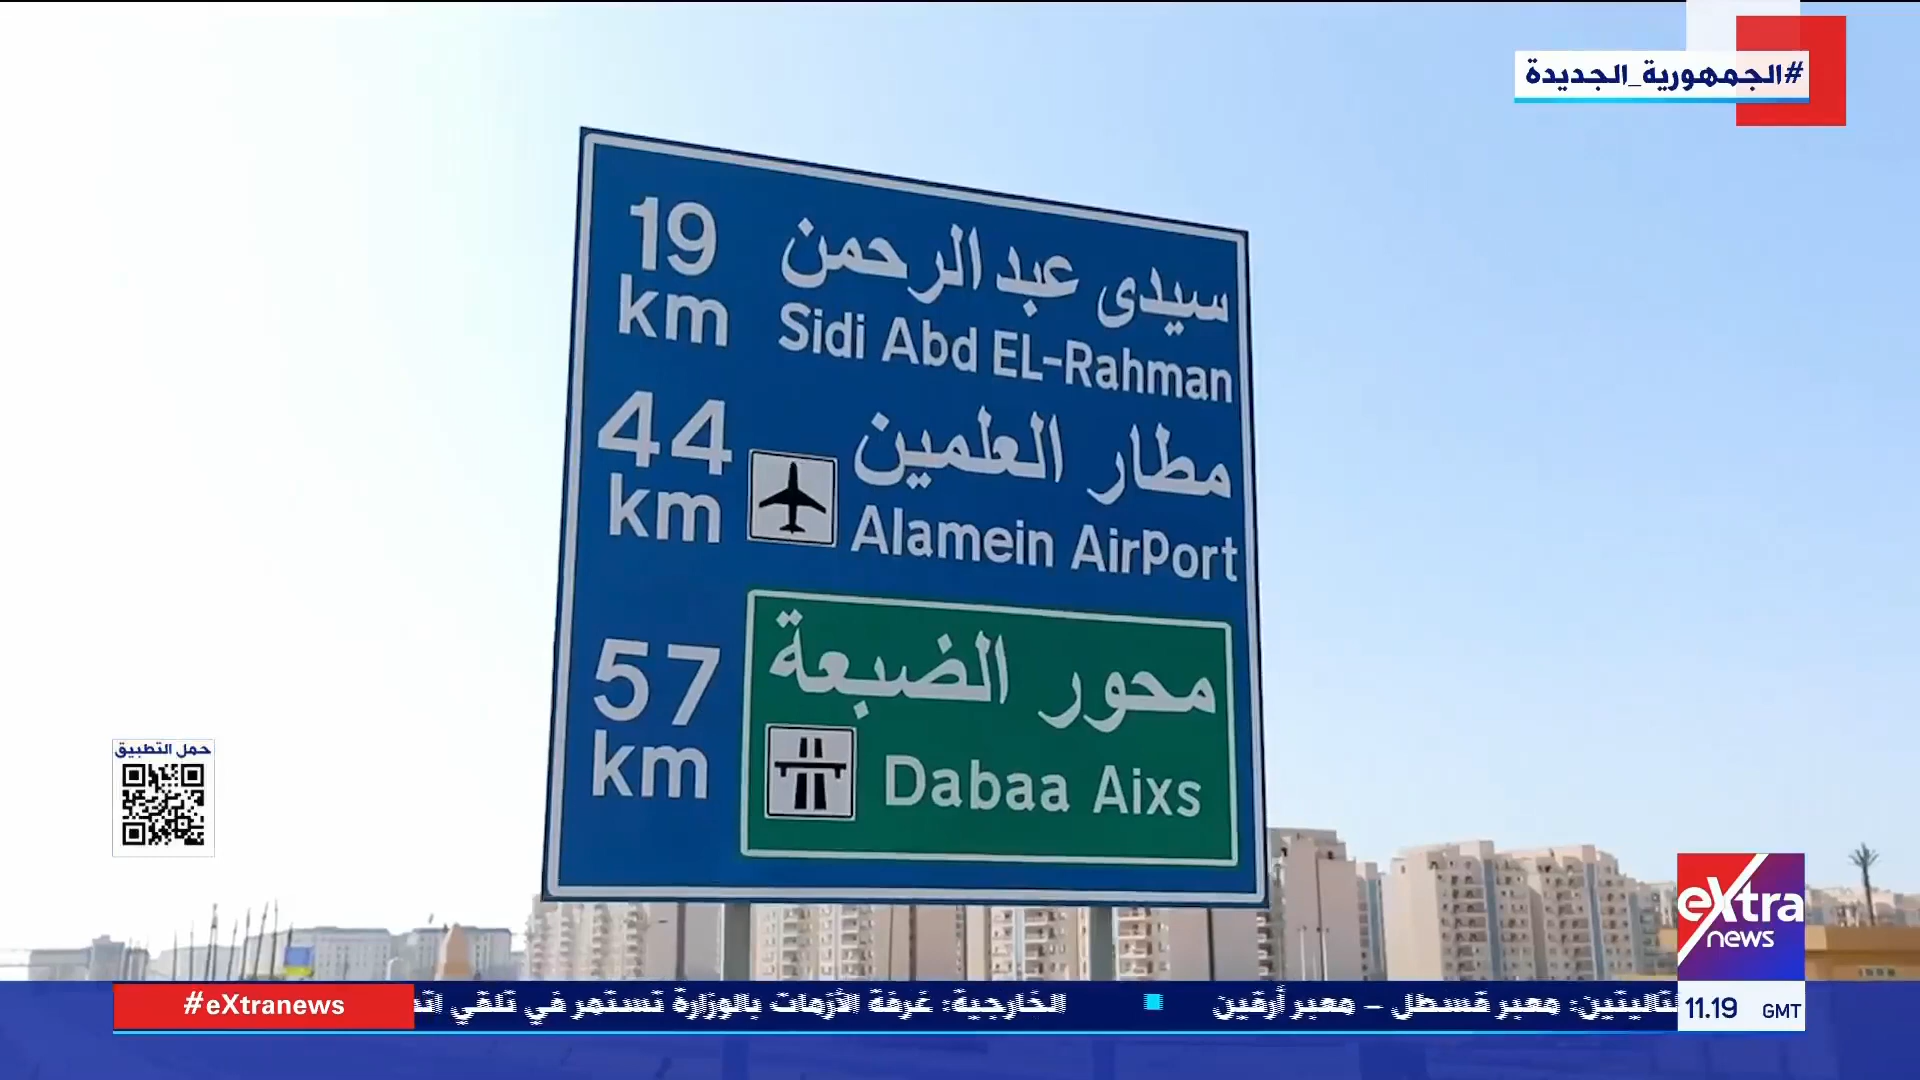 #الجمهورية_الجديدة
19 km سيدى عبد الرحمن
Sidi Abd EL-Rahman
44 km مطار العلمين
Alamein AirPort
57 km محور الضبعة
Dabaa Aixs
حمل التطبيق
eXtra
news
#eXtranews
معبر قسطل – معبر أرقين
الخارجية: غرفة الأزمات بالوزارة تستمر في تلقي
11.19 GMT